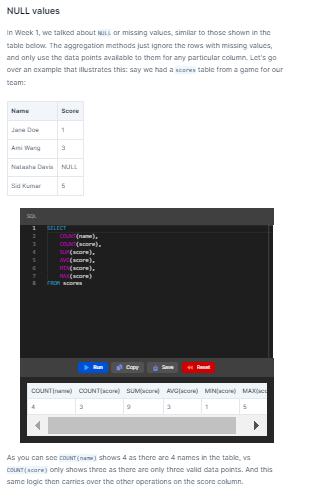 NULL values
In Week 1, we talked about NULL or missing values, similar to those shown in the
table below. The aggregation methods just ignore the rows with missing values,
and only use the data points available to them for any particular column. Let's go
over an example that illustrates this: say we had a scores table from a game for our
team:
Name Score
Jane Doe 1
Ami Wang 3
Natasha Davis NULL
Sid Kumar 5
SQL
1 SELECT
2 COUNT(name),
3 COUNT(score),
4 SUM(score),
5 AVG(score),
6 MIN(score),
7 MAX(score)
8 FROM scores
Run Copy Save Reset
COUNT(name) COUNT(score) SUM(score) AVG(score) MIN(score) MAX(sco
4 3 9 3 1 5
As you can see COUNT(name) shows 4 as there are 4 names in the table, vs
COUNT(score) only shows three as there are only three valid data points. And this
same logic then carries over the other operations on the score column.